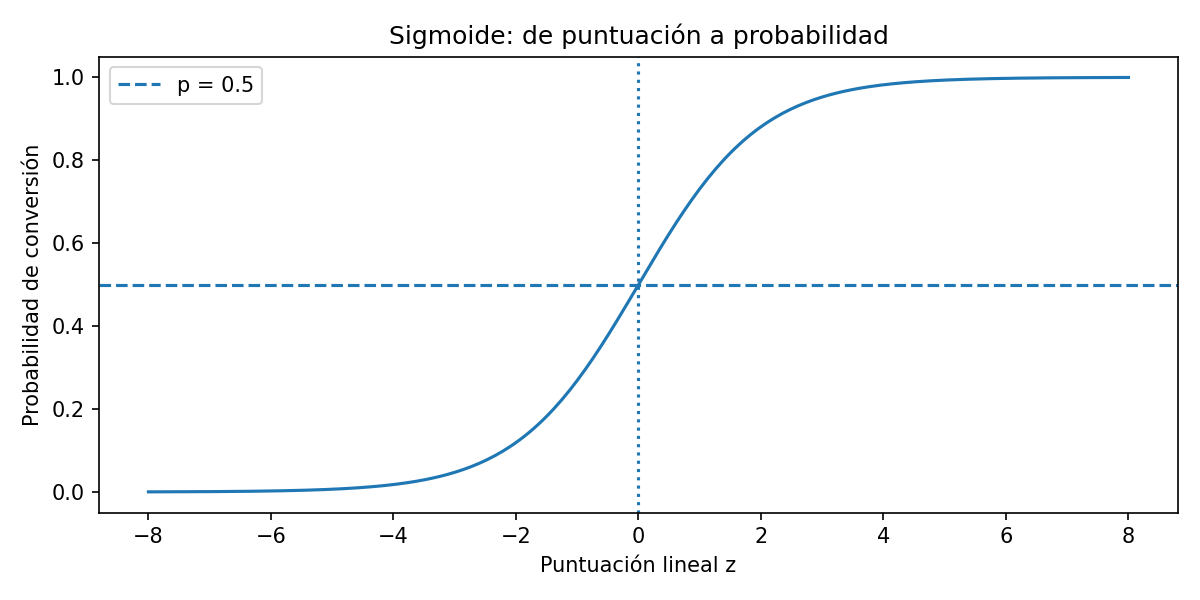 Sigmoide: de puntuación a probabilidad
p = 0.5
Probabilidad de conversión
1.0
0.8
0.6
0.4
0.2
0.0
−8 −6 −4 −2 0 2 4 6 8
Puntuación lineal z